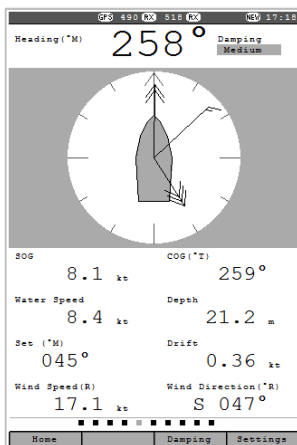 GPS 490 RX 518 RX NEW 17:18
Heading(°M) 258° Damping
Medium
SOG COG(°T)
8.1 kt 259°
Water Speed Depth
8.4 kt 21.2 m
Set (°M) Drift
045° 0.36 kt
Wind Speed(R) Wind Direction(°R)
17.1 kt S 047°
Home Damping Settings